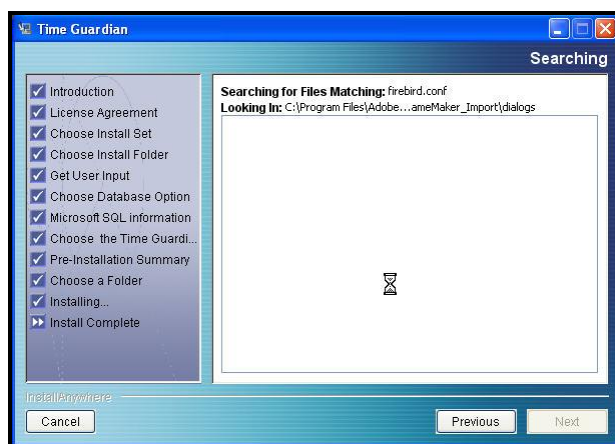 Time Guardian
Searching
Introduction
License Agreement
Choose Install Set
Choose Install Folder
Get User Input
Choose Database Option
Microsoft SQL information
Choose the Time Guardi...
Pre-Installation Summary
Choose a Folder
Installing...
Install Complete
Searching for Files Matching: firebird.conf
Looking In: C:\Program Files\Adobe...ameMaker_Import\dialogs
InstallAnywhere
Cancel
Previous
Next